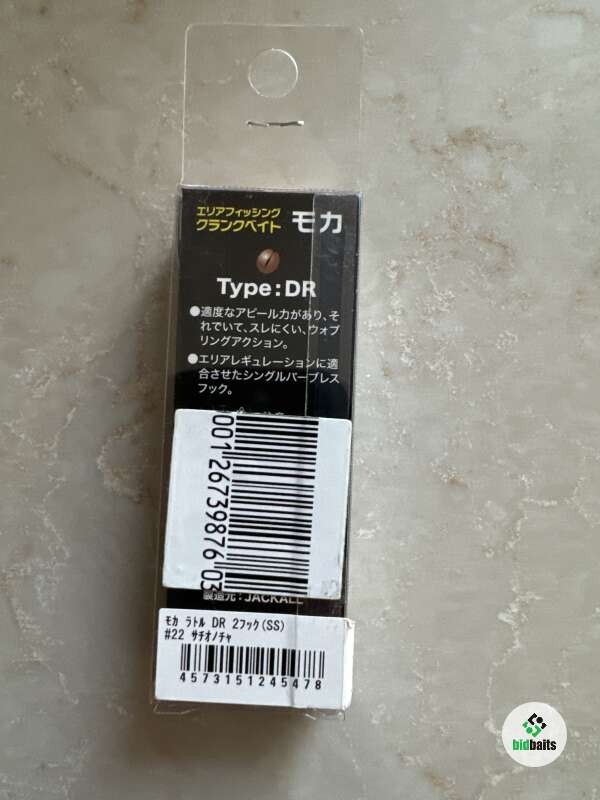 エリアフィッシング
クランクベイト モカ
Type:DR
●適度なアピール力があり、そ
れでいて、スレにくい、ウォブ
リングアクション。
●エリアレギュレーションに適
合させたシングルバーブレス
フック。
0001 26739876 03
製造元:JACKALL
モカ ラトル DR 2フック(SS)
#22 サチオノチャ
4573151245478
bidbaits